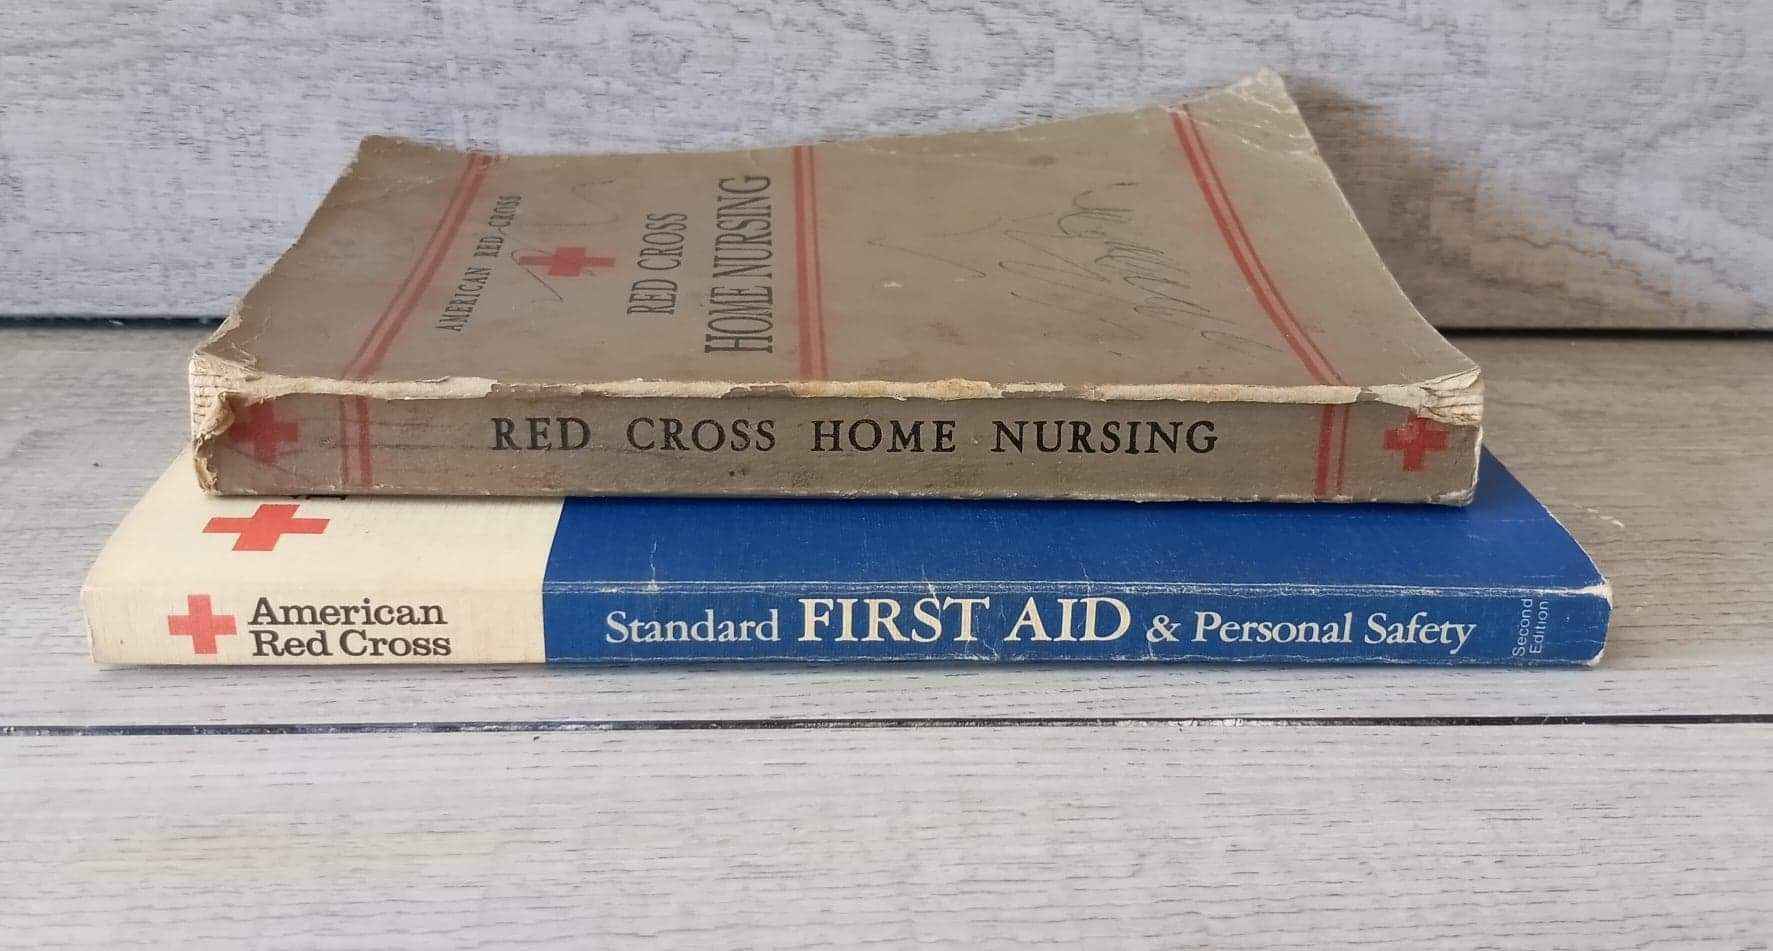 AMERICAN RED CROSS
RED CROSS
HOME NURSING
RED CROSS HOME NURSING
American
Red Cross
Standard FIRST AID & Personal Safety
Second
Edition